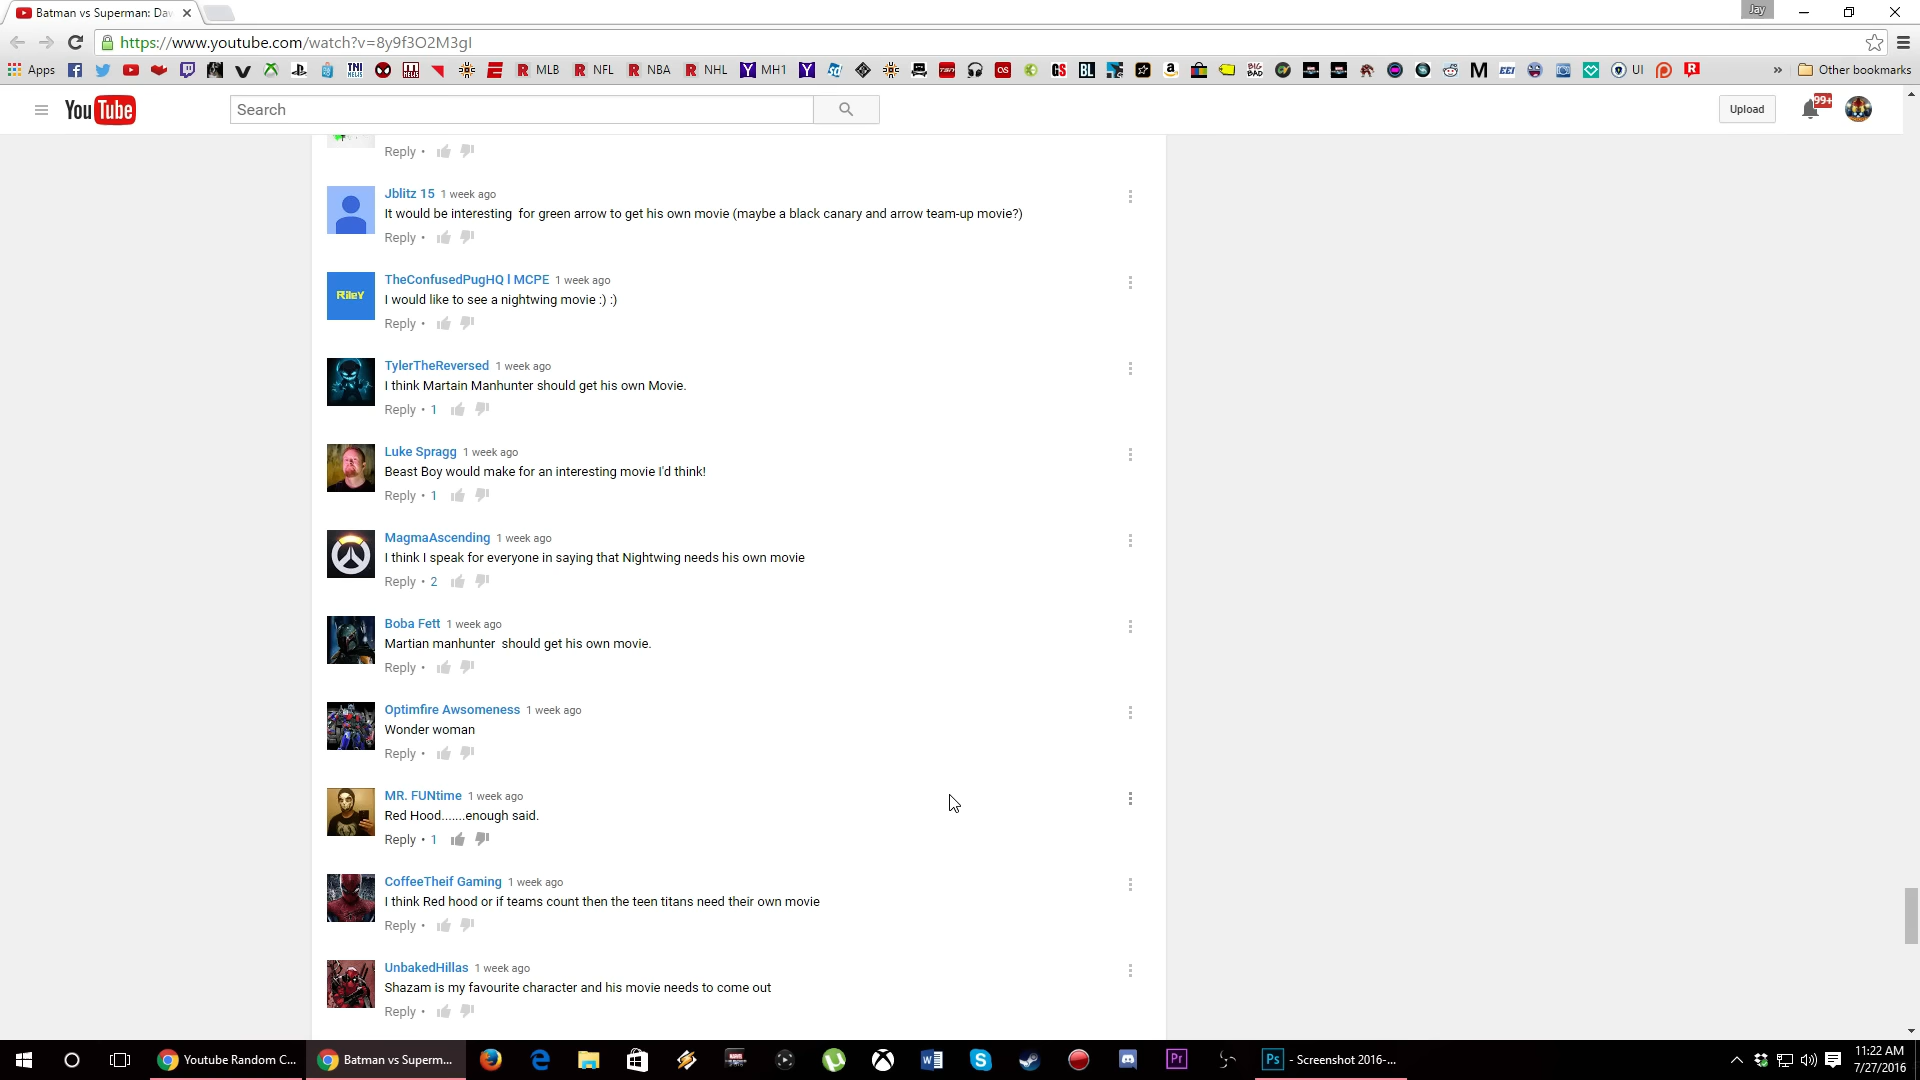 Batman vs Superman: Da
Jay
https://www.youtube.com/watch?v=8y9f3O2M3gI
Apps
MLB
NFL
NBA
NHL
MH1
UI
Other bookmarks
YouTube
Search
Upload
99+
Reply •
Jblitz 15 1 week ago
It would be interesting  for green arrow to get his own movie (maybe a black canary and arrow team-up movie?)
Reply •
RileY
TheConfusedPugHQ l MCPE 1 week ago
I would like to see a nightwing movie :) :)
Reply •
TylerTheReversed 1 week ago
I think Martain Manhunter should get his own Movie.
Reply • 1
Luke Spragg 1 week ago
Beast Boy would make for an interesting movie I'd think!
Reply • 1
MagmaAscending 1 week ago
I think I speak for everyone in saying that Nightwing needs his own movie
Reply • 2
Boba Fett 1 week ago
Martian manhunter  should get his own movie.
Reply •
Optimfire Awsomeness 1 week ago
Wonder woman
Reply •
MR. FUNtime 1 week ago
Red Hood.......enough said.
Reply • 1
CoffeeTheif Gaming 1 week ago
I think Red hood or if teams count then the teen titans need their own movie
Reply •
UnbakedHillas 1 week ago
Shazam is my favourite character and his movie needs to come out
Reply •
Youtube Random C...
Batman vs Superm...
- Screenshot 2016-...
11:22 AM
7/27/2016